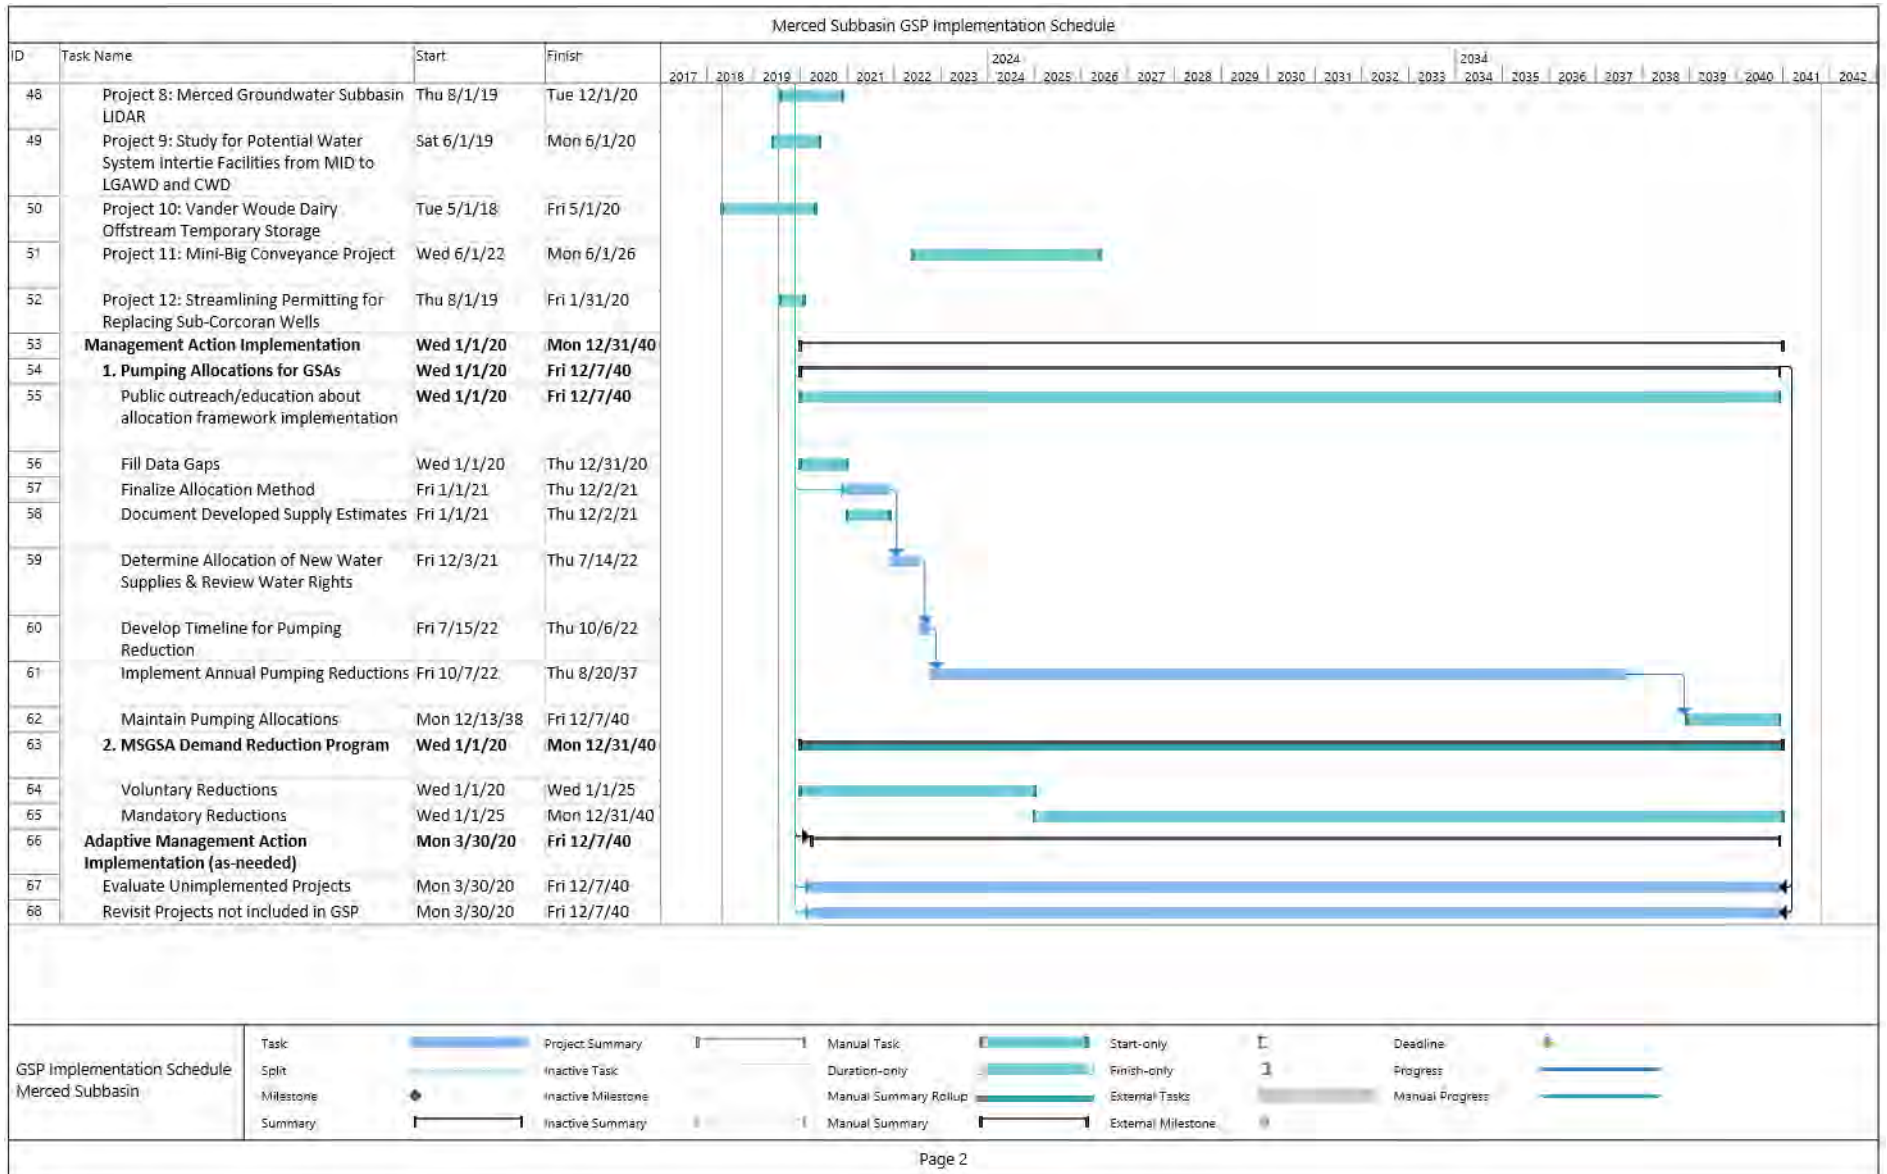 Merced Subbasin GSP Implementation Schedule
ID Task Name Start Finish 2024 2034
2017 2018 2019 2020 2021 2022 2023 2024 2025 2026 2027 2028 2029 2030 2031 2032 2033 2034 2035 2036 2037 2038 2039 2040 2041 2042
48 Project 8: Merced Groundwater Subbasin Thu 8/1/19 Tue 12/1/20
LIDAR
49 Project 9: Study for Potential Water Sat 6/1/19 Mon 6/1/20
System Intertie Facilities from MID to
LGAWD and CWD
50 Project 10: Vander Woude Dairy Tue 5/1/18 Fri 5/1/20
Offstream Temporary Storage
51 Project 11: Mini-Big Conveyance Project Wed 6/1/22 Mon 6/1/26
52 Project 12: Streamlining Permitting for Thu 8/1/19 Fri 1/31/20
Replacing Sub-Corcoran Wells
53 Management Action Implementation Wed 1/1/20 Mon 12/31/40
54 1. Pumping Allocations for GSAs Wed 1/1/20 Fri 12/7/40
55 Public outreach/education about Wed 1/1/20 Fri 12/7/40
allocation framework implementation
56 Fill Data Gaps Wed 1/1/20 Thu 12/31/20
57 Finalize Allocation Method Fri 1/1/21 Thu 12/2/21
58 Document Developed Supply Estimates Fri 1/1/21 Thu 12/2/21
59 Determine Allocation of New Water Fri 12/3/21 Thu 7/14/22
Supplies & Review Water Rights
60 Develop Timeline for Pumping Fri 7/15/22 Thu 10/6/22
Reduction
61 Implement Annual Pumping Reductions Fri 10/7/22 Thu 8/20/37
62 Maintain Pumping Allocations Mon 12/13/38 Fri 12/7/40
63 2. MSGSA Demand Reduction Program Wed 1/1/20 Mon 12/31/40
64 Voluntary Reductions Wed 1/1/20 Wed 1/1/25
65 Mandatory Reductions Wed 1/1/25 Mon 12/31/40
66 Adaptive Management Action Mon 3/30/20 Fri 12/7/40
Implementation (as-needed)
67 Evaluate Unimplemented Projects Mon 3/30/20 Fri 12/7/40
68 Revisit Projects not included in GSP Mon 3/30/20 Fri 12/7/40
GSP Implementation Schedule
Merced Subbasin
Task Project Summary Manual Task Start-only Deadline
Split Inactive Task Duration-only Finish-only Progress
Milestone Inactive Milestone Manual Summary Rollup External Tasks Manual Progress
Summary Inactive Summary Manual Summary External Milestone
Page 2